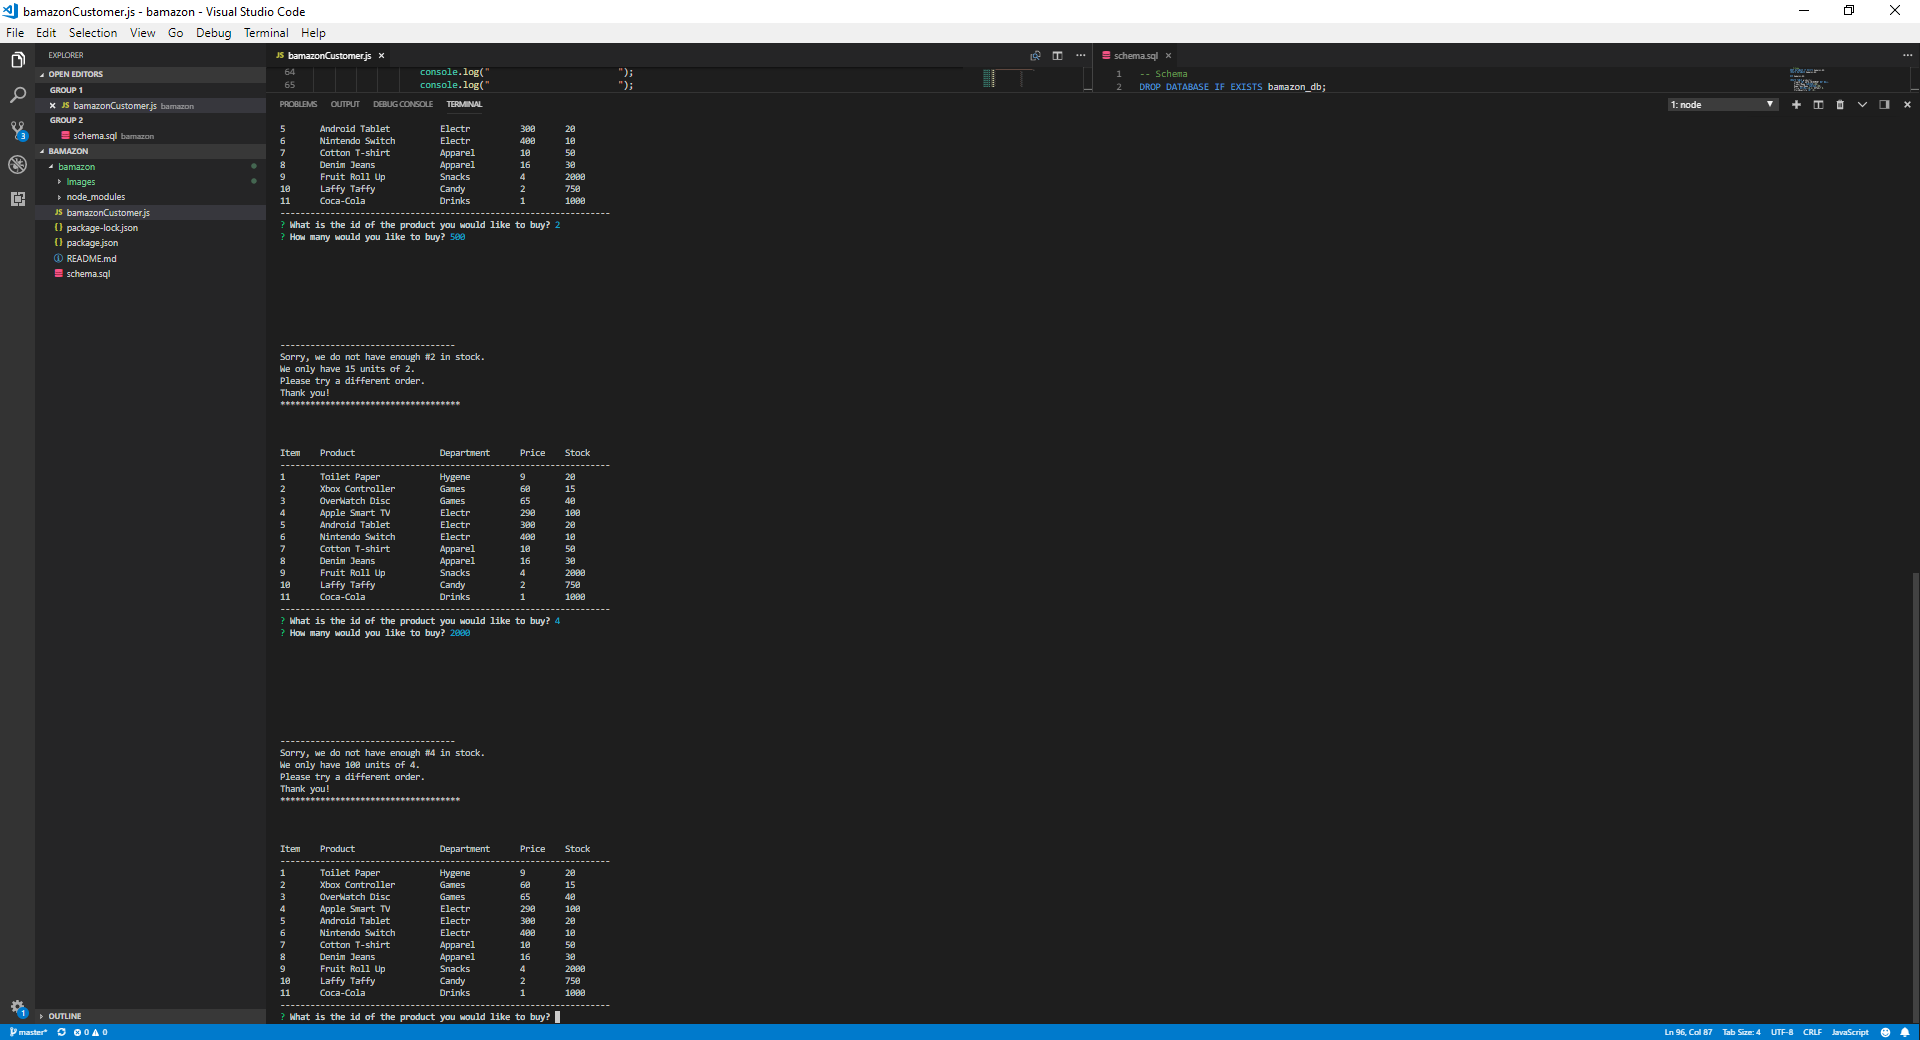 bamazonCustomer.js - bamazon - Visual Studio Code
File Edit Selection View Go Debug Terminal Help
EXPLORER
OPEN EDITORS
GROUP 1
JS bamazonCustomer.js bamazon
GROUP 2
schema.sql bamazon
BAMAZON
bamazon
Images
node_modules
JS bamazonCustomer.js
{} package-lock.json
{} package.json
README.md
schema.sql
OUTLINE
3
1
JS bamazonCustomer.js
64 console.log(" ");
65 console.log(" ");
schema.sql
1 -- Schema
2 DROP DATABASE IF EXISTS bamazon_db;
PROBLEMS OUTPUT DEBUG CONSOLE TERMINAL
1: node
5 Android Tablet Electr 300 20
6 Nintendo Switch Electr 400 10
7 Cotton T-shirt Apparel 10 50
8 Denim Jeans Apparel 16 30
9 Fruit Roll Up Snacks 4 2000
10 Laffy Taffy Candy 2 750
11 Coca-Cola Drinks 1 1000
------------------------------------------------------------------
? What is the id of the product you would like to buy? 2
? How many would you like to buy? 500
-----------------------------------
Sorry, we do not have enough #2 in stock.
We only have 15 units of 2.
Please try a different order.
Thank you!
************************************
Item Product Department Price Stock
------------------------------------------------------------------
1 Toilet Paper Hygene 9 20
2 Xbox Controller Games 60 15
3 OverWatch Disc Games 65 40
4 Apple Smart TV Electr 290 100
5 Android Tablet Electr 300 20
6 Nintendo Switch Electr 400 10
7 Cotton T-shirt Apparel 10 50
8 Denim Jeans Apparel 16 30
9 Fruit Roll Up Snacks 4 2000
10 Laffy Taffy Candy 2 750
11 Coca-Cola Drinks 1 1000
------------------------------------------------------------------
? What is the id of the product you would like to buy? 4
? How many would you like to buy? 2000
-----------------------------------
Sorry, we do not have enough #4 in stock.
We only have 100 units of 4.
Please try a different order.
Thank you!
************************************
Item Product Department Price Stock
------------------------------------------------------------------
1 Toilet Paper Hygene 9 20
2 Xbox Controller Games 60 15
3 OverWatch Disc Games 65 40
4 Apple Smart TV Electr 290 100
5 Android Tablet Electr 300 20
6 Nintendo Switch Electr 400 10
7 Cotton T-shirt Apparel 10 50
8 Denim Jeans Apparel 16 30
9 Fruit Roll Up Snacks 4 2000
10 Laffy Taffy Candy 2 750
11 Coca-Cola Drinks 1 1000
------------------------------------------------------------------
? What is the id of the product you would like to buy?
master* 0 0 Ln 96, Col 87 Tab Size: 4 UTF-8 CRLF JavaScript